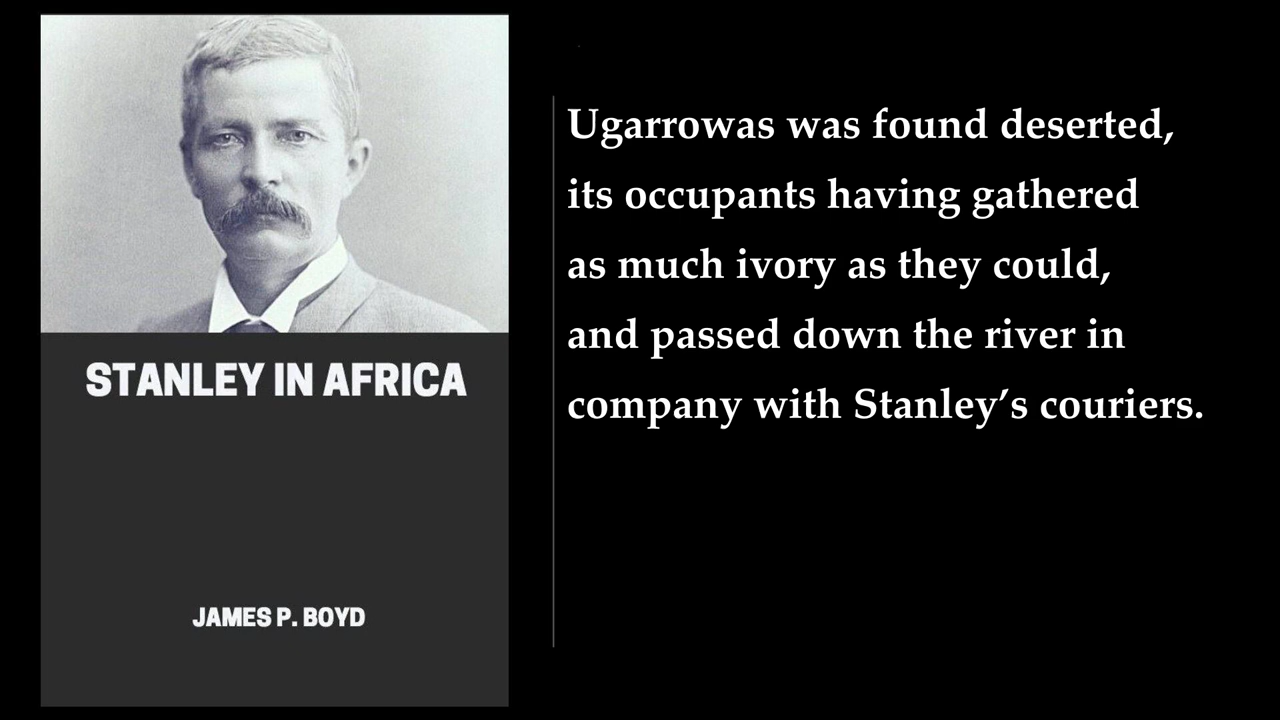 STANLEY IN AFRICA
JAMES P. BOYD
Ugarrowas was found deserted,
its occupants having gathered
as much ivory as they could,
and passed down the river in
company with Stanley’s couriers.